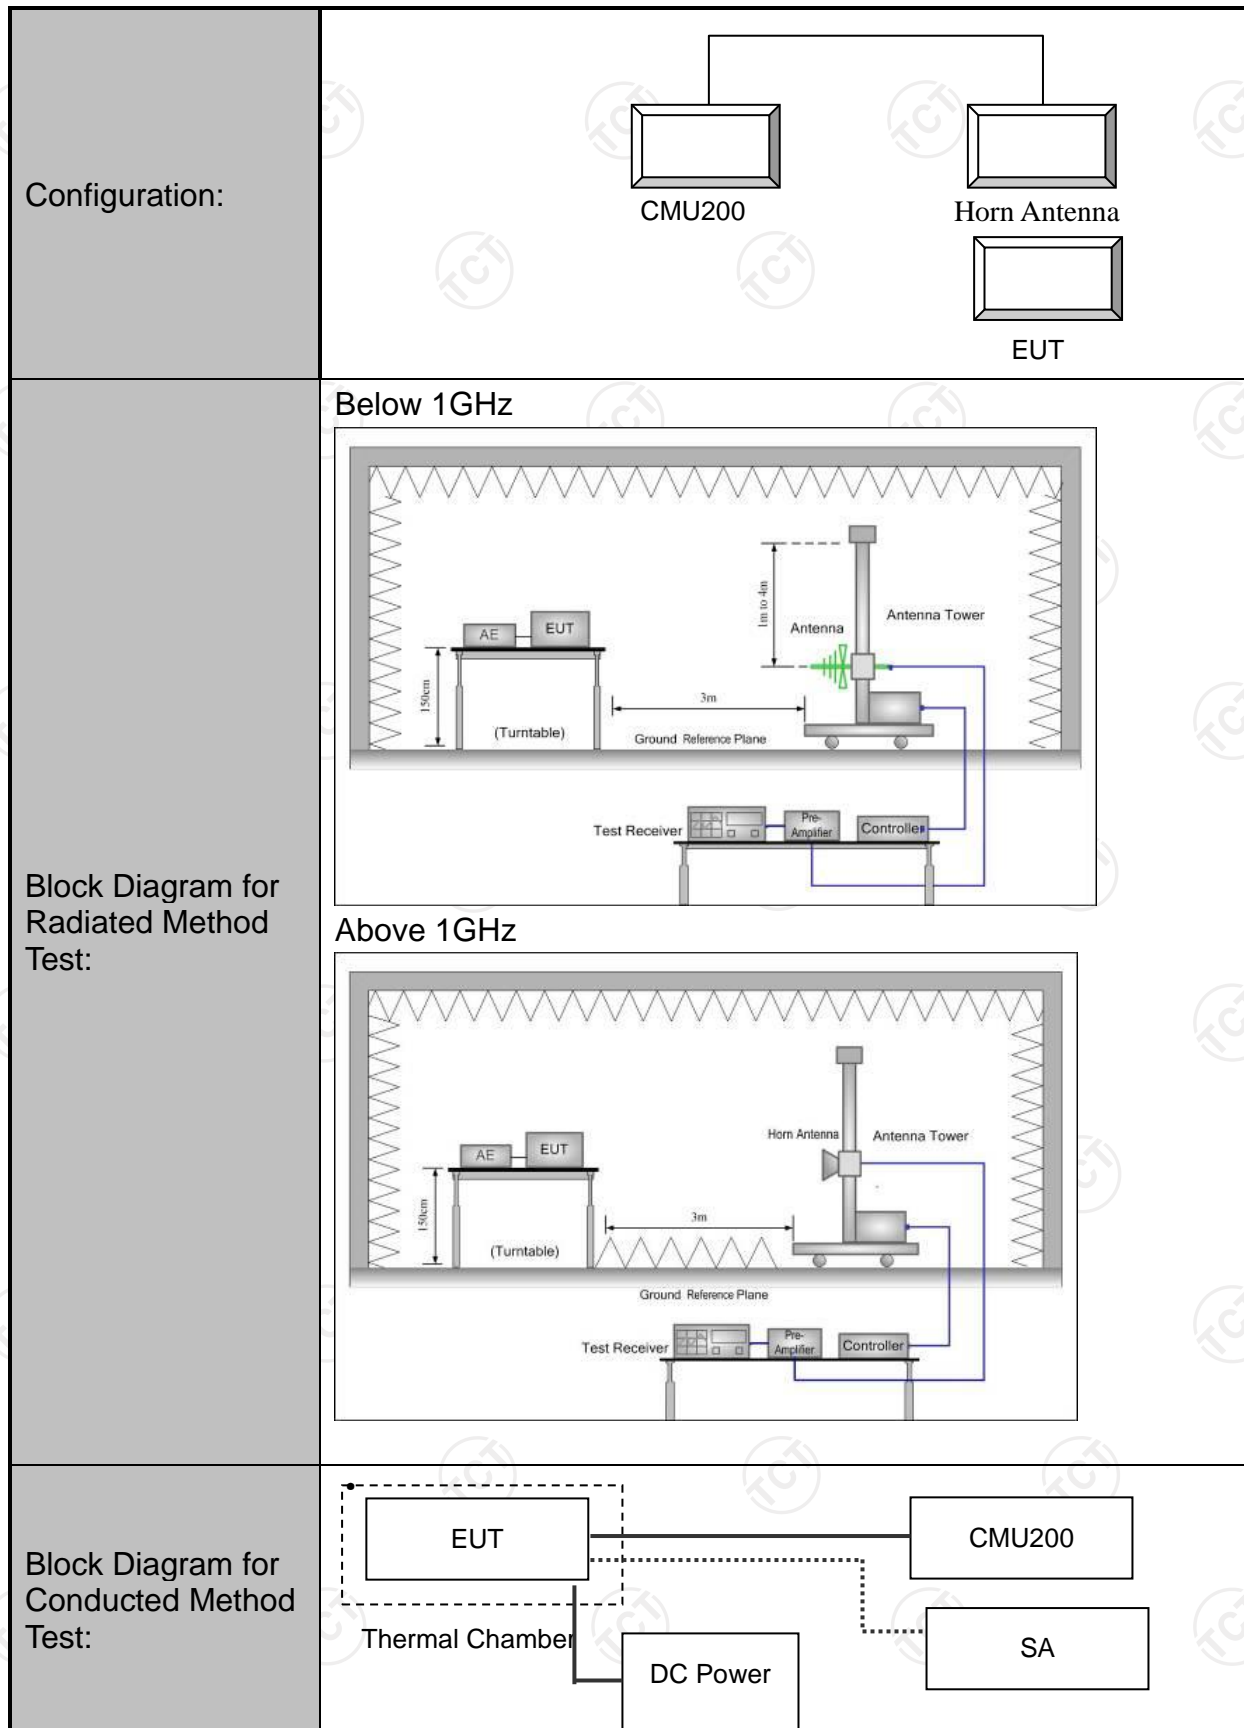 Configuration:
CMU200
Horn Antenna
EUT
Block Diagram for
Radiated Method
Test:
Below 1GHz
1m to 4m
Antenna
Antenna Tower
AE
EUT
150cm
3m
(Turntable)
Ground Reference Plane
Test Receiver
Pre-
Amplifier
Controller
Above 1GHz
Horn Antenna
Antenna Tower
AE
EUT
150cm
3m
(Turntable)
Ground Reference Plane
Test Receiver
Pre-
Amplifier
Controller
Block Diagram for
Conducted Method
Test:
EUT
CMU200
Thermal Chamber
SA
DC Power
TCT